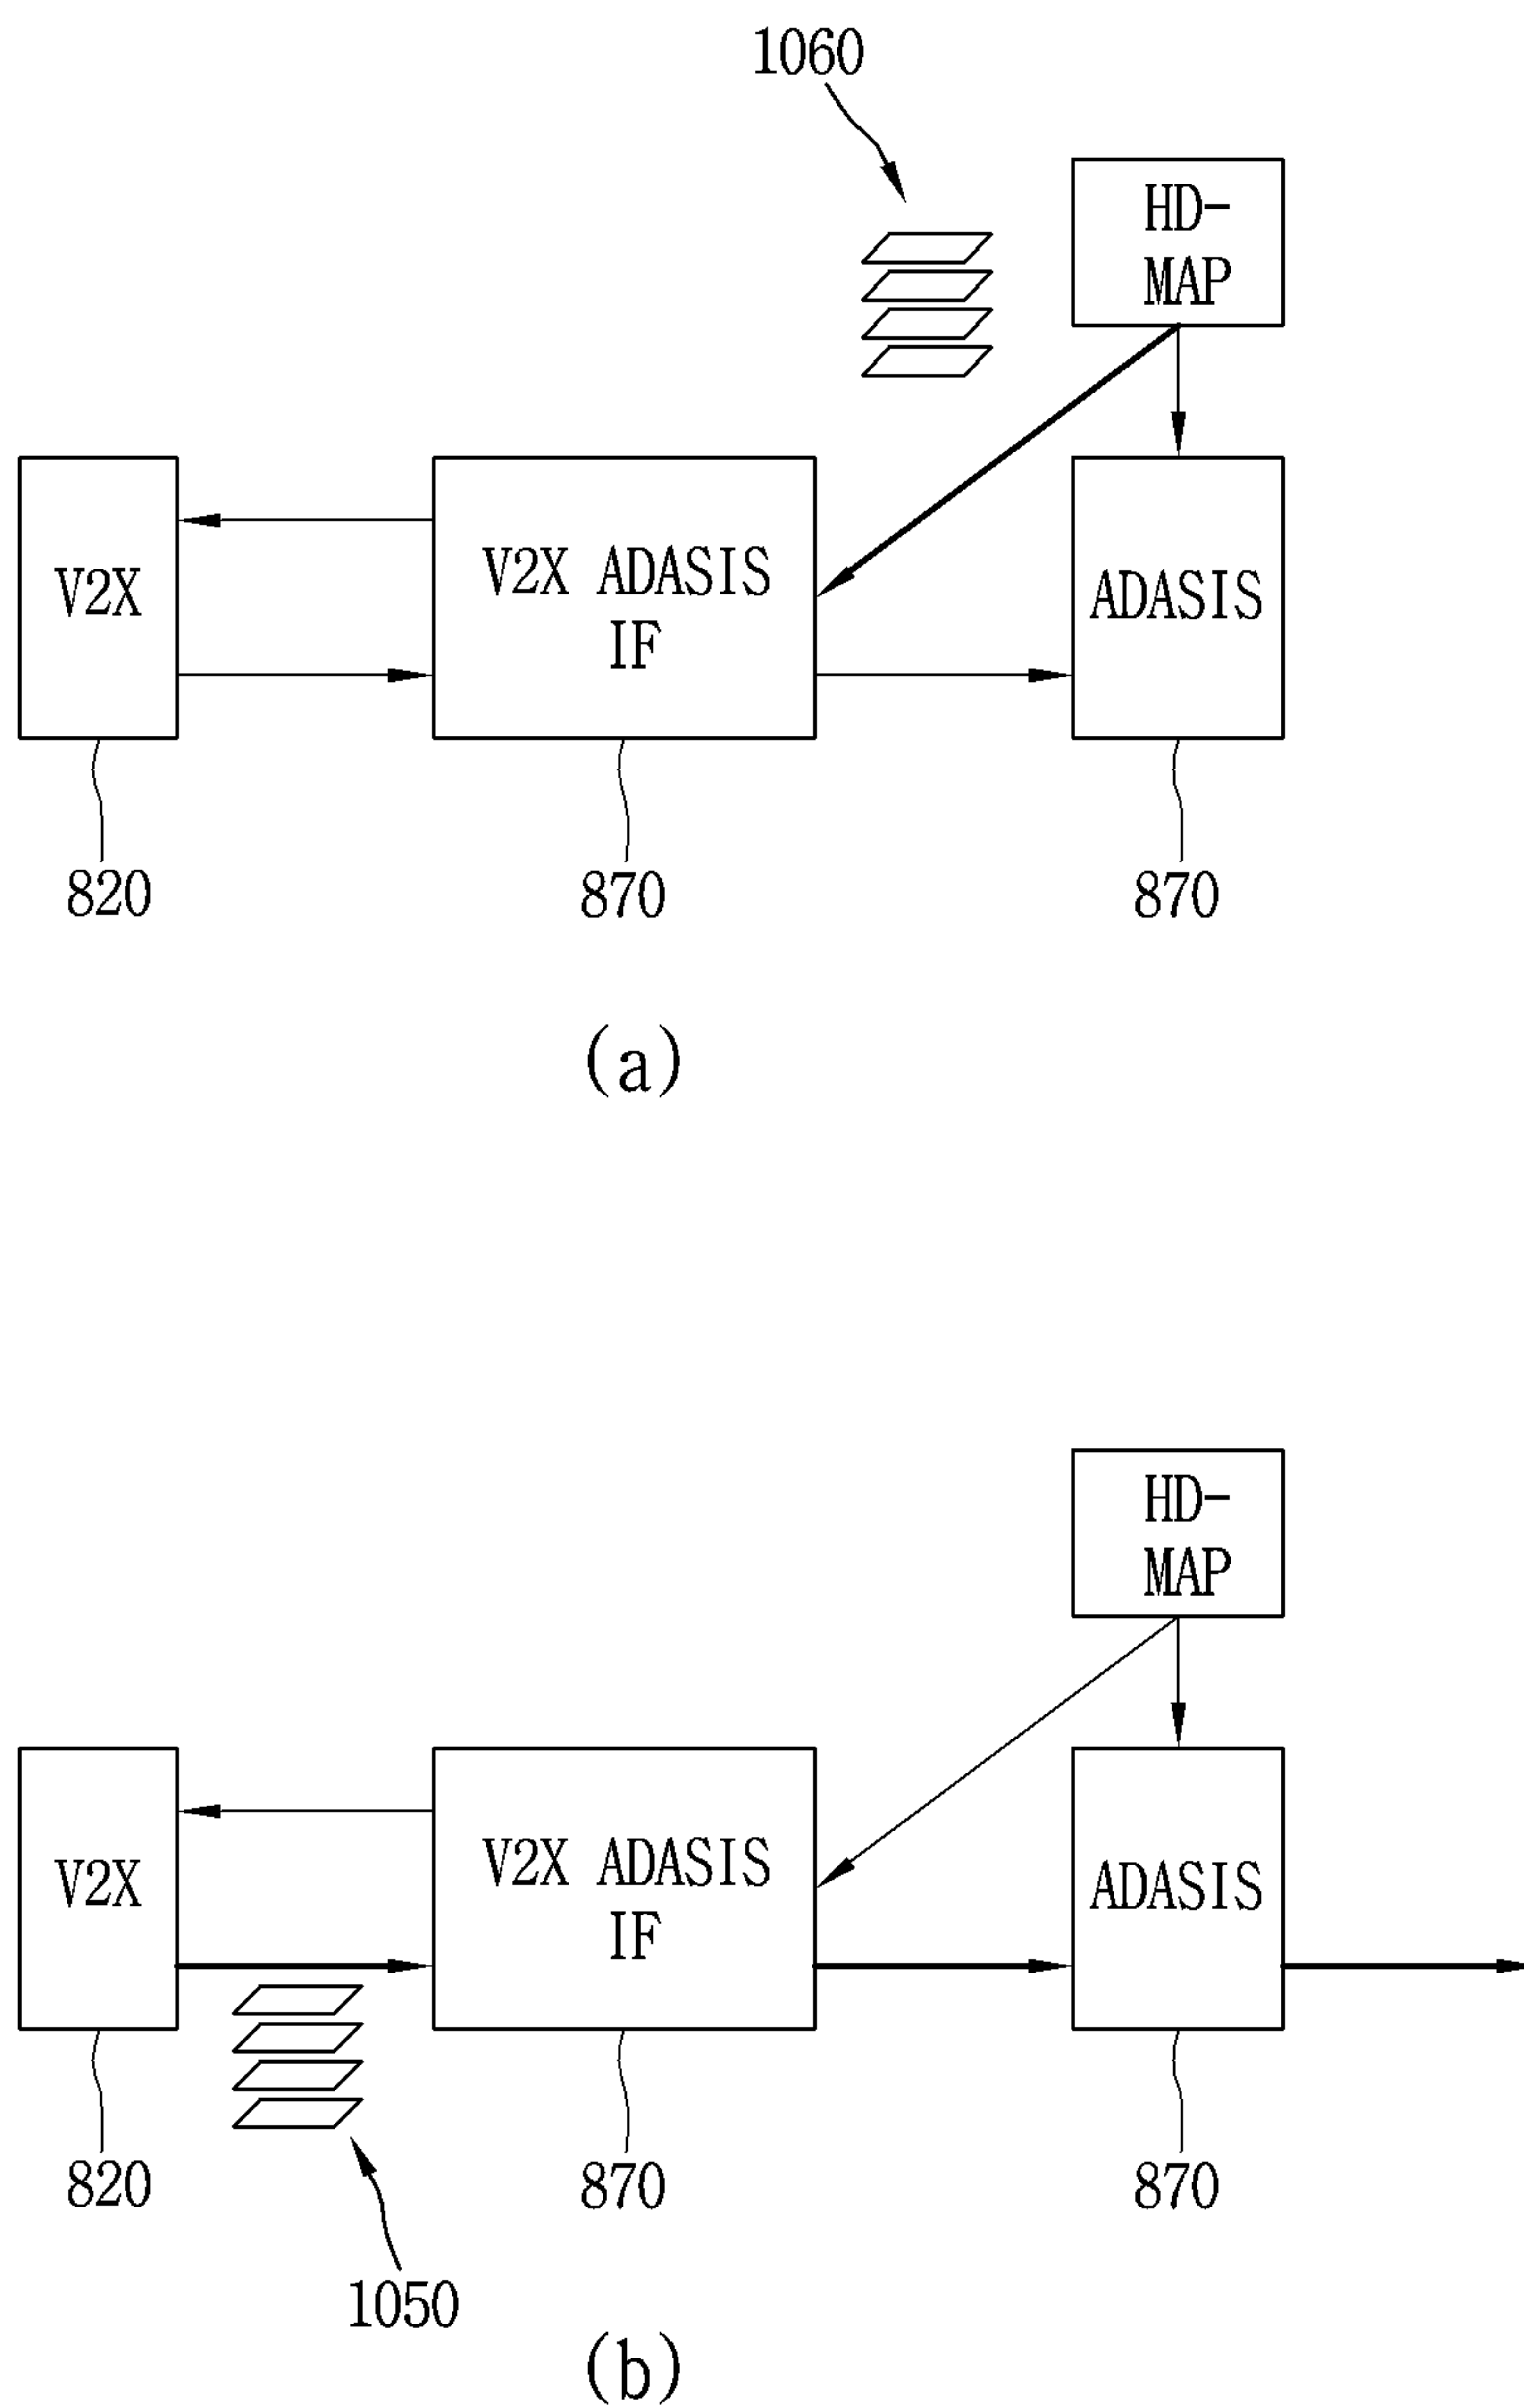 1060
HD-
MAP
V2X
V2X ADASIS
IF
ADASIS
820
870
870
(a)
HD-
MAP
V2X
V2X ADASIS
IF
ADASIS
820
870
870
1050
(b)